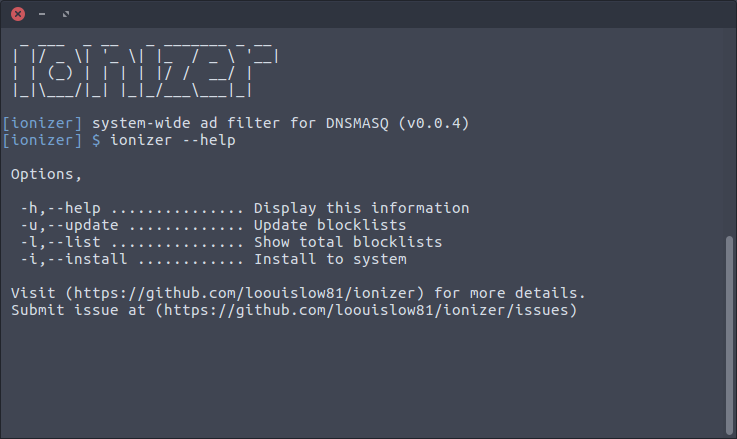 ionizer
[ionizer] system-wide ad filter for DNSMASQ (v0.0.4)
[ionizer] $ ionizer --help
Options,
-h,--help ............... Display this information
-u,--update ............. Update blocklists
-l,--list ............... Show total blocklists
-i,--install ............ Install to system
Visit (https://github.com/loouislow81/ionizer) for more details.
Submit issue at (https://github.com/loouislow81/ionizer/issues)